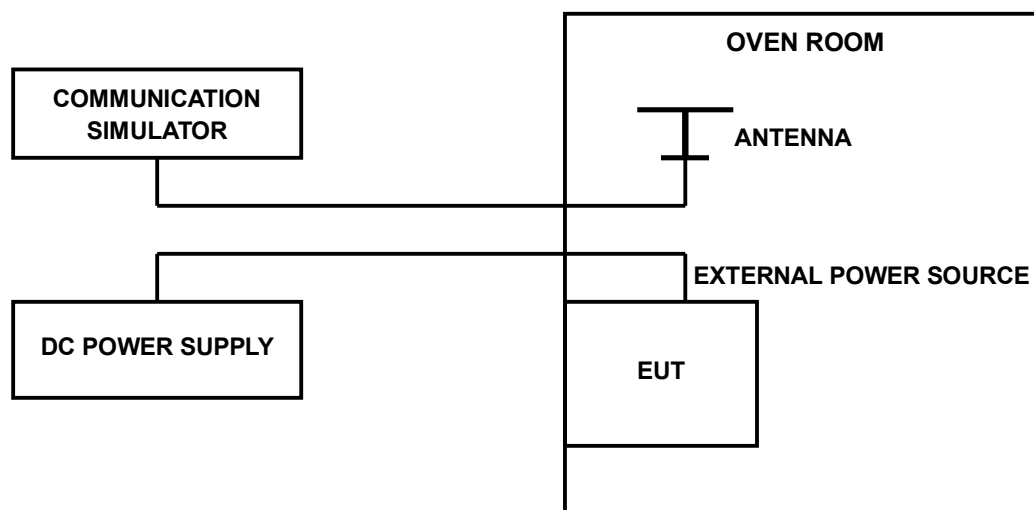 OVEN ROOM
COMMUNICATION
SIMULATOR
ANTENNA
EXTERNAL POWER SOURCE
DC POWER SUPPLY
EUT